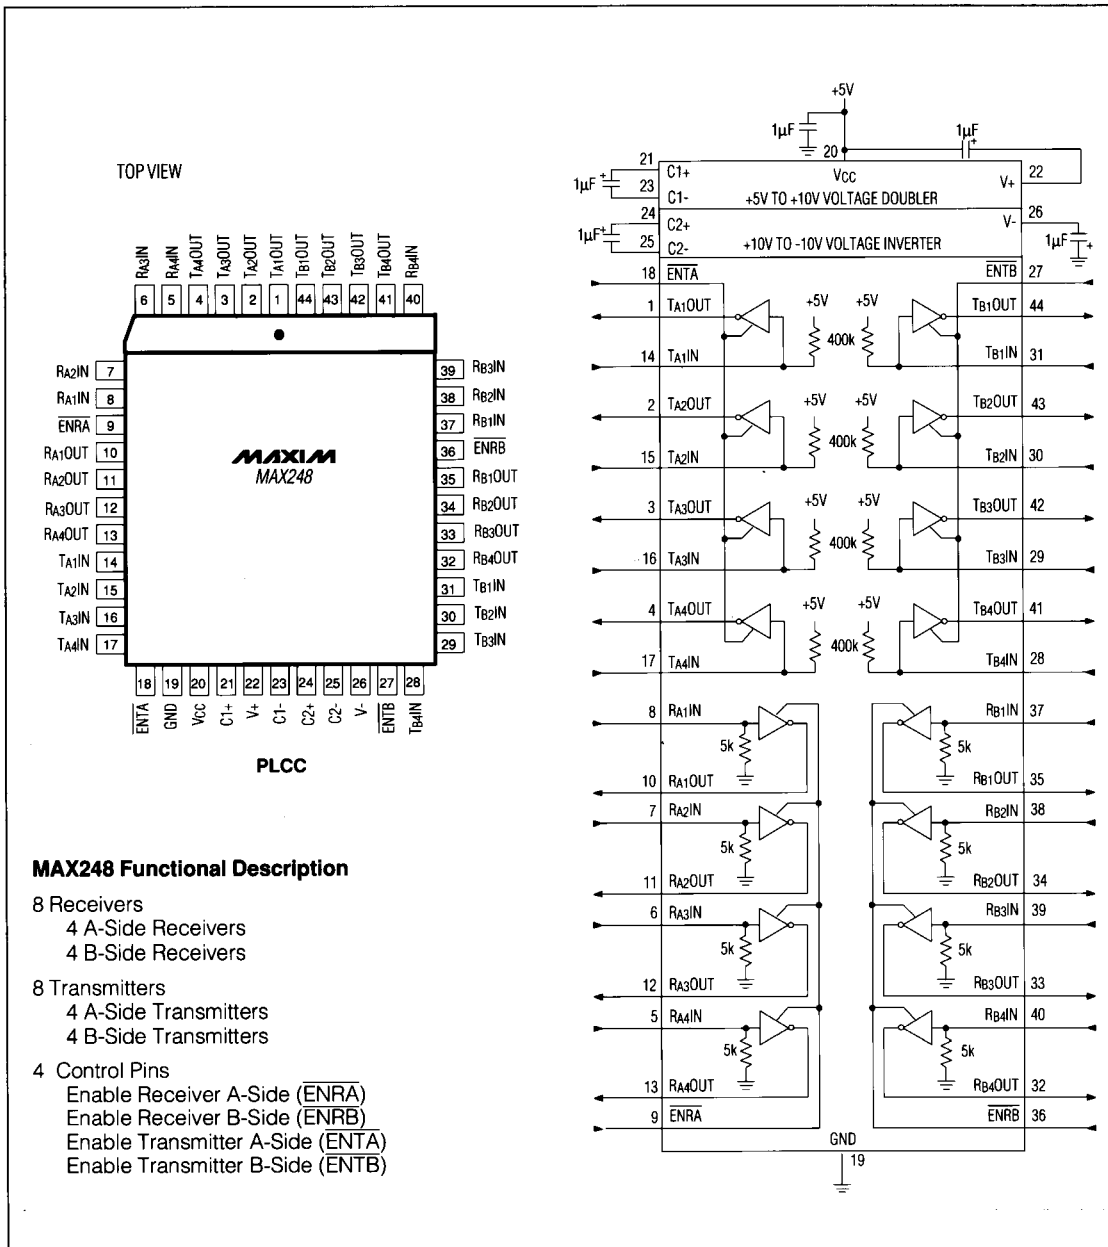 TOP VIEW
RA3IN RA4IN TA4OUT TA3OUT TA2OUT TA1OUT TB1OUT TB2OUT TB3OUT TB4OUT RB4IN
6 5 4 3 2 1 44 43 42 41 40
RA2IN 7
RA1IN 8
ENRA 9
RA1OUT 10
RA2OUT 11
RA3OUT 12
RA4OUT 13
TA1IN 14
TA2IN 15
TA3IN 16
TA4IN 17
MAXIM
MAX248
39 RB3IN
38 RB2IN
37 RB1IN
36 ENRB
35 RB1OUT
34 RB2OUT
33 RB3OUT
32 RB4OUT
31 TB1IN
30 TB2IN
29 TB3IN
18 19 20 21 22 23 24 25 26 27 28
ENTA GND VCC C1+ V+ C1- C2+ C2- V- ENTB TB4IN
PLCC
MAX248 Functional Description
8 Receivers
4 A-Side Receivers
4 B-Side Receivers
8 Transmitters
4 A-Side Transmitters
4 B-Side Transmitters
4 Control Pins
Enable Receiver A-Side (ENRA)
Enable Receiver B-Side (ENRB)
Enable Transmitter A-Side (ENTA)
Enable Transmitter B-Side (ENTB)
+5V
1µF 1µF +
20
21 C1+ VCC V+ 22
1µF +
23 C1- +5V TO +10V VOLTAGE DOUBLER
24 C2+ V- 26
1µF + 1µF +
25 C2- +10V TO -10V VOLTAGE INVERTER
18 ENTA ENTB 27
1 TA1OUT +5V +5V TB1OUT 44
400k
14 TA1IN TB1IN 31
2 TA2OUT +5V +5V TB2OUT 43
400k
15 TA2IN TB2IN 30
3 TA3OUT +5V +5V TB3OUT 42
400k
16 TA3IN TB3IN 29
4 TA4OUT +5V +5V TB4OUT 41
400k
17 TA4IN TB4IN 28
8 RA1IN RB1IN 37
5k 5k
10 RA1OUT RB1OUT 35
7 RA2IN RB2IN 38
5k 5k
11 RA2OUT RB2OUT 34
6 RA3IN RB3IN 39
5k 5k
12 RA3OUT RB3OUT 33
5 RA4IN RB4IN 40
5k 5k
13 RA4OUT RB4OUT 32
9 ENRA ENRB 36
GND
19